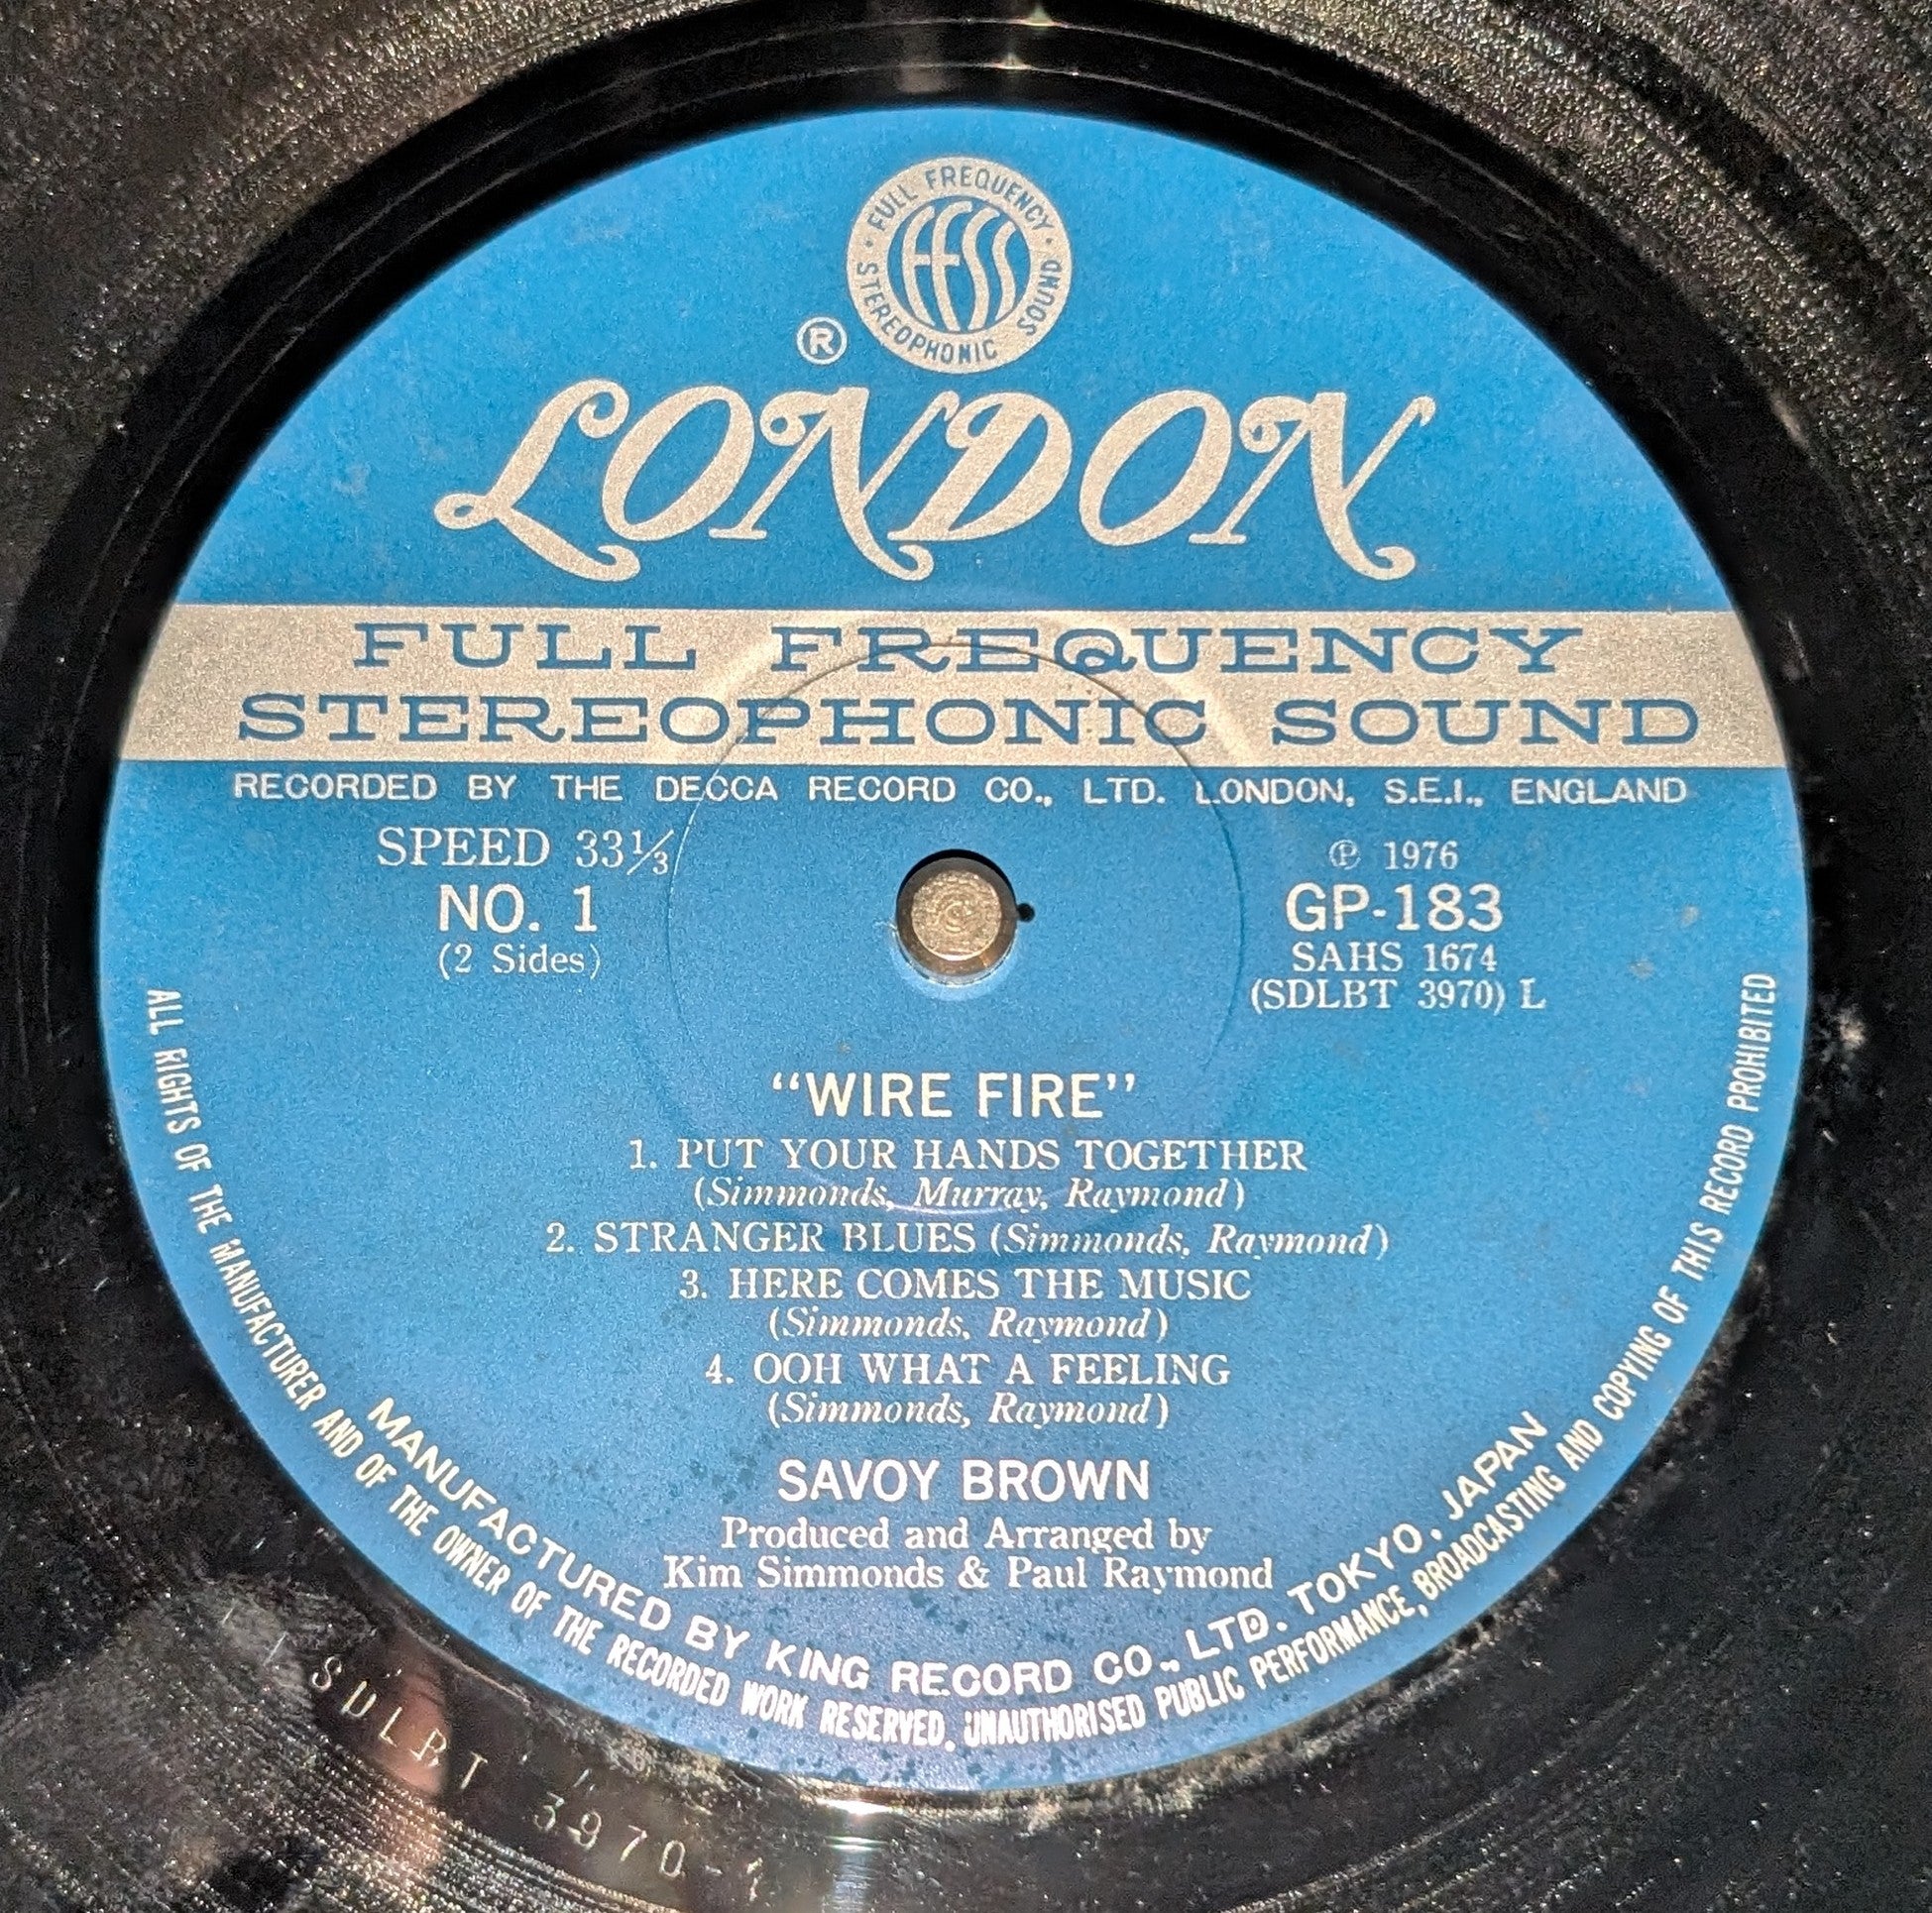 · FULL FREQUENCY ·
STEREOPHONIC SOUND
FFSS
®
LONDON
FULL FREQUENCY
STEREOPHONIC SOUND
RECORDED BY THE DECCA RECORD CO., LTD. LONDON, S.E.I., ENGLAND
SPEED 33⅓
NO. 1
(2 Sides)
℗ 1976
GP-183
SAHS 1674
(SDLBT 3970) L
"WIRE FIRE"
1. PUT YOUR HANDS TOGETHER
(Simmonds, Murray, Raymond)
2. STRANGER BLUES (Simmonds, Raymond)
3. HERE COMES THE MUSIC
(Simmonds, Raymond)
4. OOH WHAT A FEELING
(Simmonds, Raymond)
SAVOY BROWN
Produced and Arranged by
Kim Simmonds & Paul Raymond
MANUFACTURED BY KING RECORD CO., LTD. TOKYO, JAPAN
ALL RIGHTS OF THE MANUFACTURER AND OF THE OWNER OF THE RECORDED WORK RESERVED. UNAUTHORISED PUBLIC PERFORMANCE, BROADCASTING AND COPYING OF THIS RECORD PROHIBITED
SDLBT 3970-1